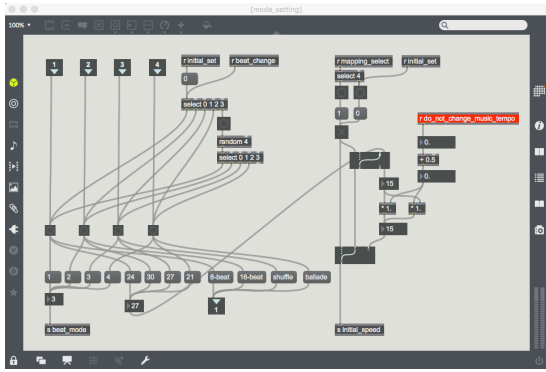 [moda_setting]
100%
1 2 3 4
r initial_set
r beat_change
0
select 0 1 2 3
random 4
select 0 1 2 3
r mapping_select
r initial_set
select 4
1 0
r do_not_change_music_tempo
0.
+ 0.5
0.
15
* 1.
* 1.
15
1 2 3 4 24 30 27 21 8-beat 16-beat shuffle ballade
3
27
1
s beat_mode
s initial_speed